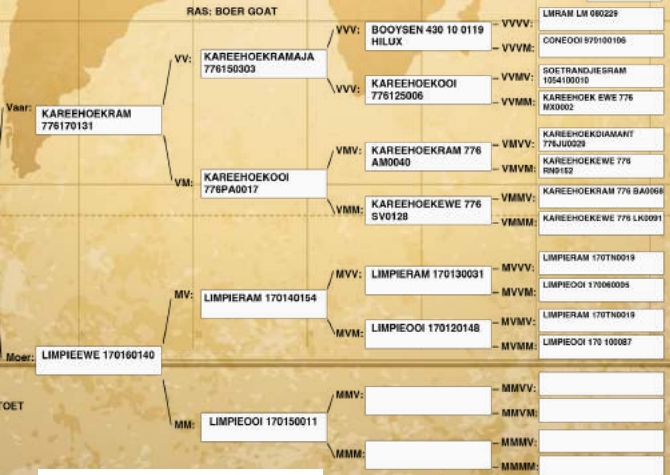 RAS: BOER GOAT
Vaar:
KAREEHOEKRAM
776170131
VV:
KAREEHOEKRAMAJA
776150303
VM:
KAREEHOEKOOI
776PA0017
VVV:
BOOYSEN 430 10 0119
HILUX
VVV:
KAREEHOEKOOI
776125006
VMV:
KAREEHOEKRAM 776
AM0040
VMM:
KAREEHOEKEWE 776
SV0128
VVVV:
LMRAM LM 080229
VVVM:
CONEOOI 970100106
VVMV:
SOETRANDJIESRAM
1054100010
VVMM:
KAREEHOEK EWE 776
MX0002
VMVV:
KAREEHOEKDIAMANT
776JU0029
VMVM:
KAREEHOEKEWE 776
RN0152
VMMV:
KAREEHOEKRAM 776 BA0068
VMMM:
KAREEHOEKEWE 776 LK0091
Moer:
LIMPIEEWE 170160140
MV:
LIMPIERAM 170140154
MM:
LIMPIEOOI 170150011
MVV:
LIMPIERAM 170130031
MVM:
LIMPIEOOI 170120148
MMV:
MMM:
MVVV:
LIMPIERAM 170TN0019
MVVM:
LIMPIEOOI 170060005
MVMV:
LIMPIERAM 170TN0019
MVMM:
LIMPIEOOI 170 100087
MMVV:
MMVM:
MMMV:
MMMM:
TOET